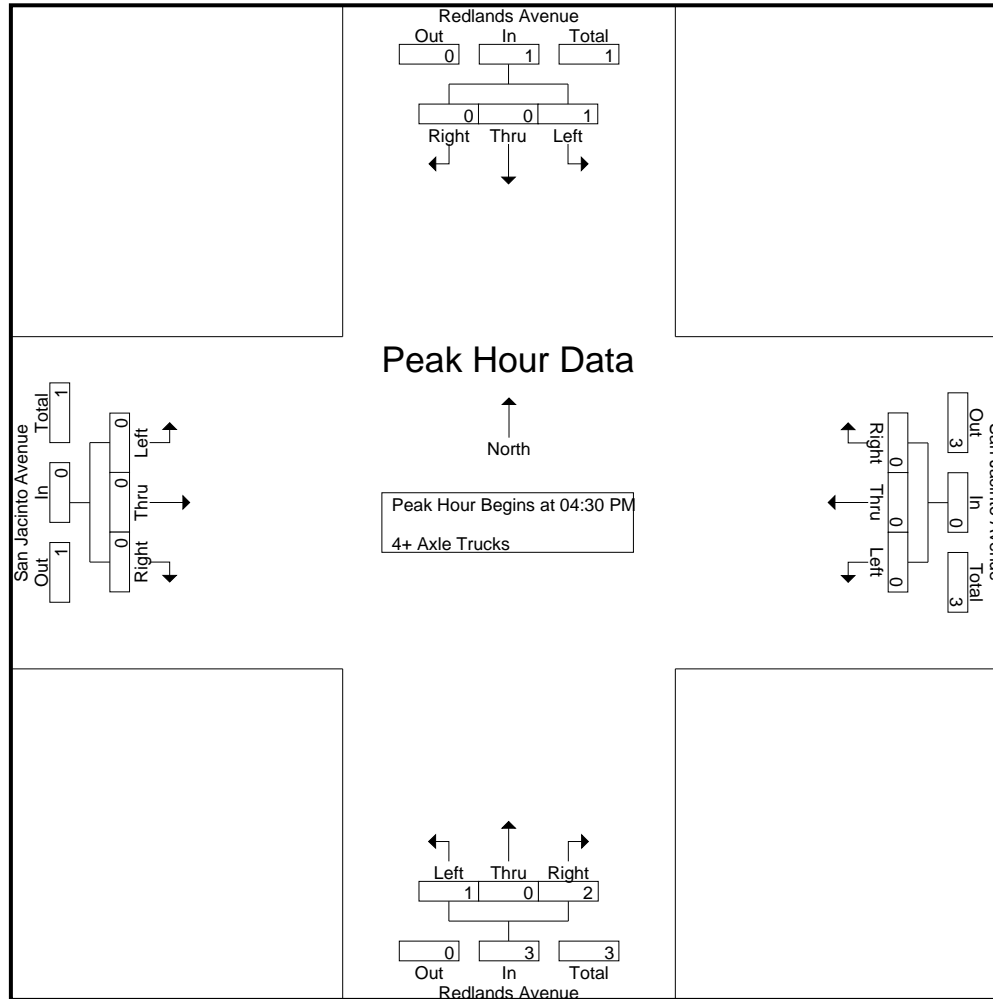 Redlands Avenue
Out In Total
0 1 1
0 0 1
Right Thru Left
Peak Hour Data
North
Peak Hour Begins at 04:30 PM
4+ Axle Trucks
San Jacinto Avenue
Total In Out
1 0 1
0 0 0
Left Thru Right
Right Thru Left
0 0 0
3 0 3
Out In Total
San Jacinto Avenue
Left Thru Right
1 0 2
0 3 3
Out In Total
Redlands Avenue